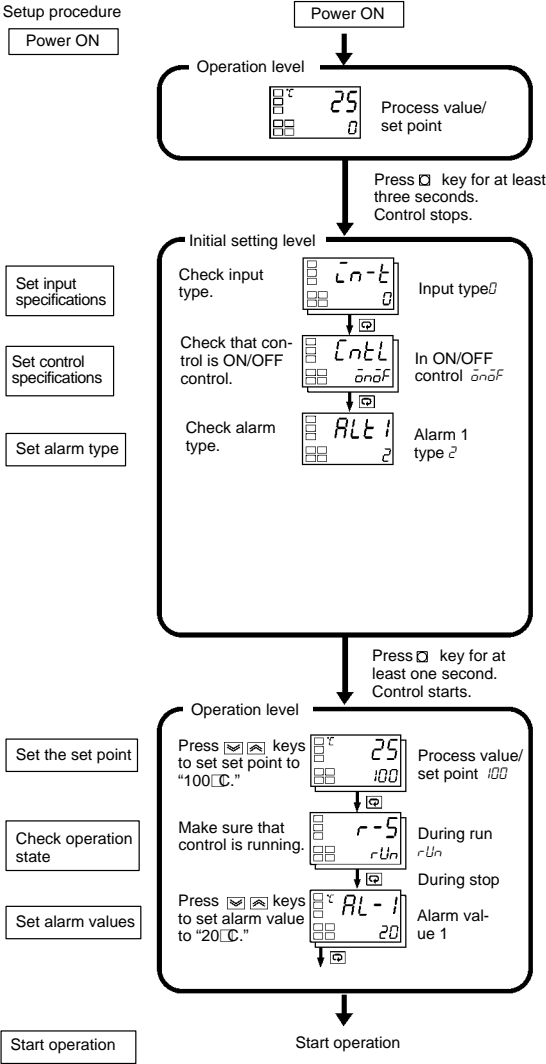 Setup procedure
Power ON
Power ON
Operation level
℃
25
0
Process value/
set point
Press key for at least
three seconds.
Control stops.
Initial setting level
Set input
specifications
Check input
type.
in-t
0
Input type 0
Set control
specifications
Check that con-
trol is ON/OFF
control.
CntL
onoF
In ON/OFF
control onoF
Set alarm type
Check alarm
type.
ALt1
2
Alarm 1
type 2
Press key for at
least one second.
Control starts.
Operation level
Set the set point
Press keys
to set set point to
“100 C.”
℃
25
100
Process value/
set point 100
Check operation
state
Make sure that
control is running.
r-S
rUn
During run
rUn
During stop
Set alarm values
Press keys
to set alarm value
to “20 C.”
℃
AL-1
20
Alarm val-
ue 1
Start operation
Start operation